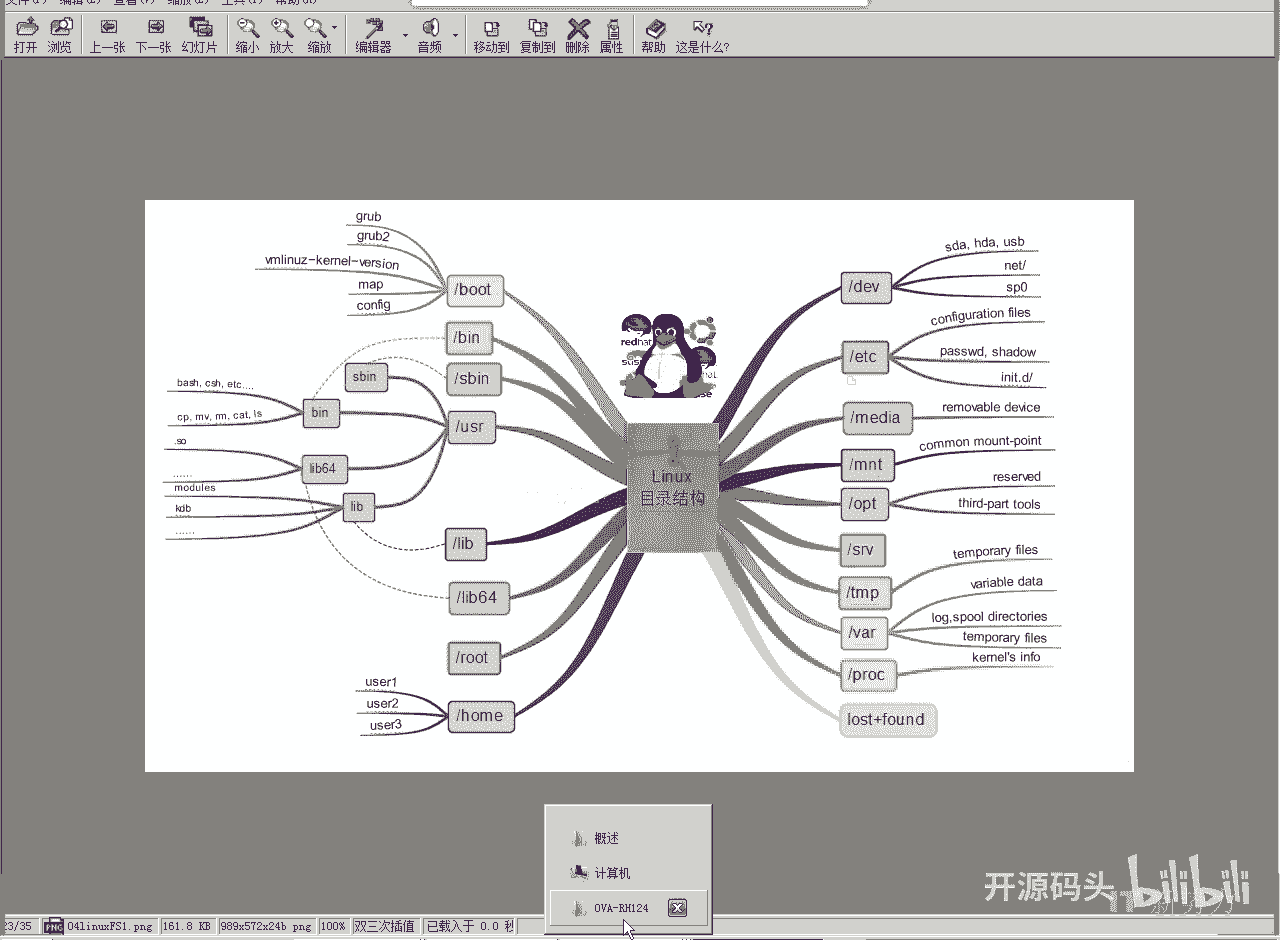 打开 浏览 上一张 下一张 幻灯片 缩小 放大 缩放 编辑器 音频 移动到 复制到 删除 属性 帮助 这是什么?
grub
grub2
vmlinuz-kernel-version
map
config
/boot
/bin
sbin
/sbin
bash, csh, etc....
bin
cp, mv, rm, cat, ls
/usr
.so
lib64
......
modules
kdb
lib
......
/lib
/lib64
/root
user1
user2
user3
/home
redhat
Linux
目录结构
sda, hda, usb
net/
sp0
/dev
configuration files
passwd, shadow
init.d/
/etc
removable device
/media
common mount-point
/mnt
reserved
third-part tools
/opt
/srv
temporary files
/tmp
variable data
log,spool directories
temporary files
/var
kernel's info
/proc
lost+found
概述
计算机
OVA-RH124
开源码头
bilibili
23/35 PNG 04linuxFS1.png 161.8 KB 989x572x24b png 100% 双三次插值 已载入于 0.0 秒